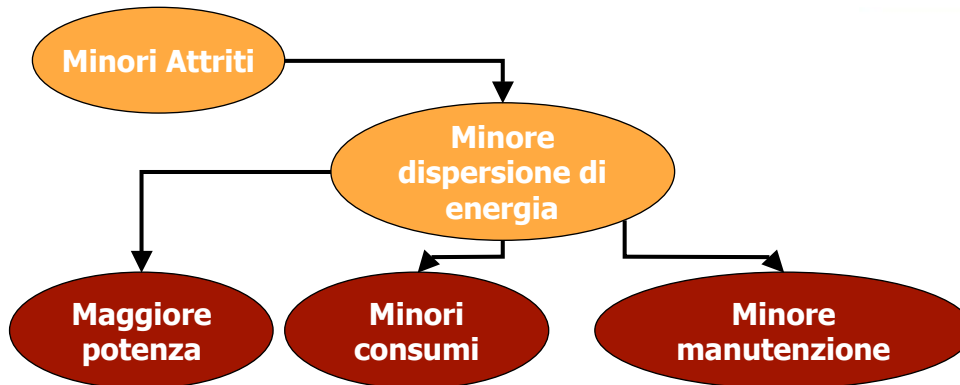 Minori Attriti
Minore
dispersione di
energia
Maggiore
potenza
Minori
consumi
Minore
manutenzione